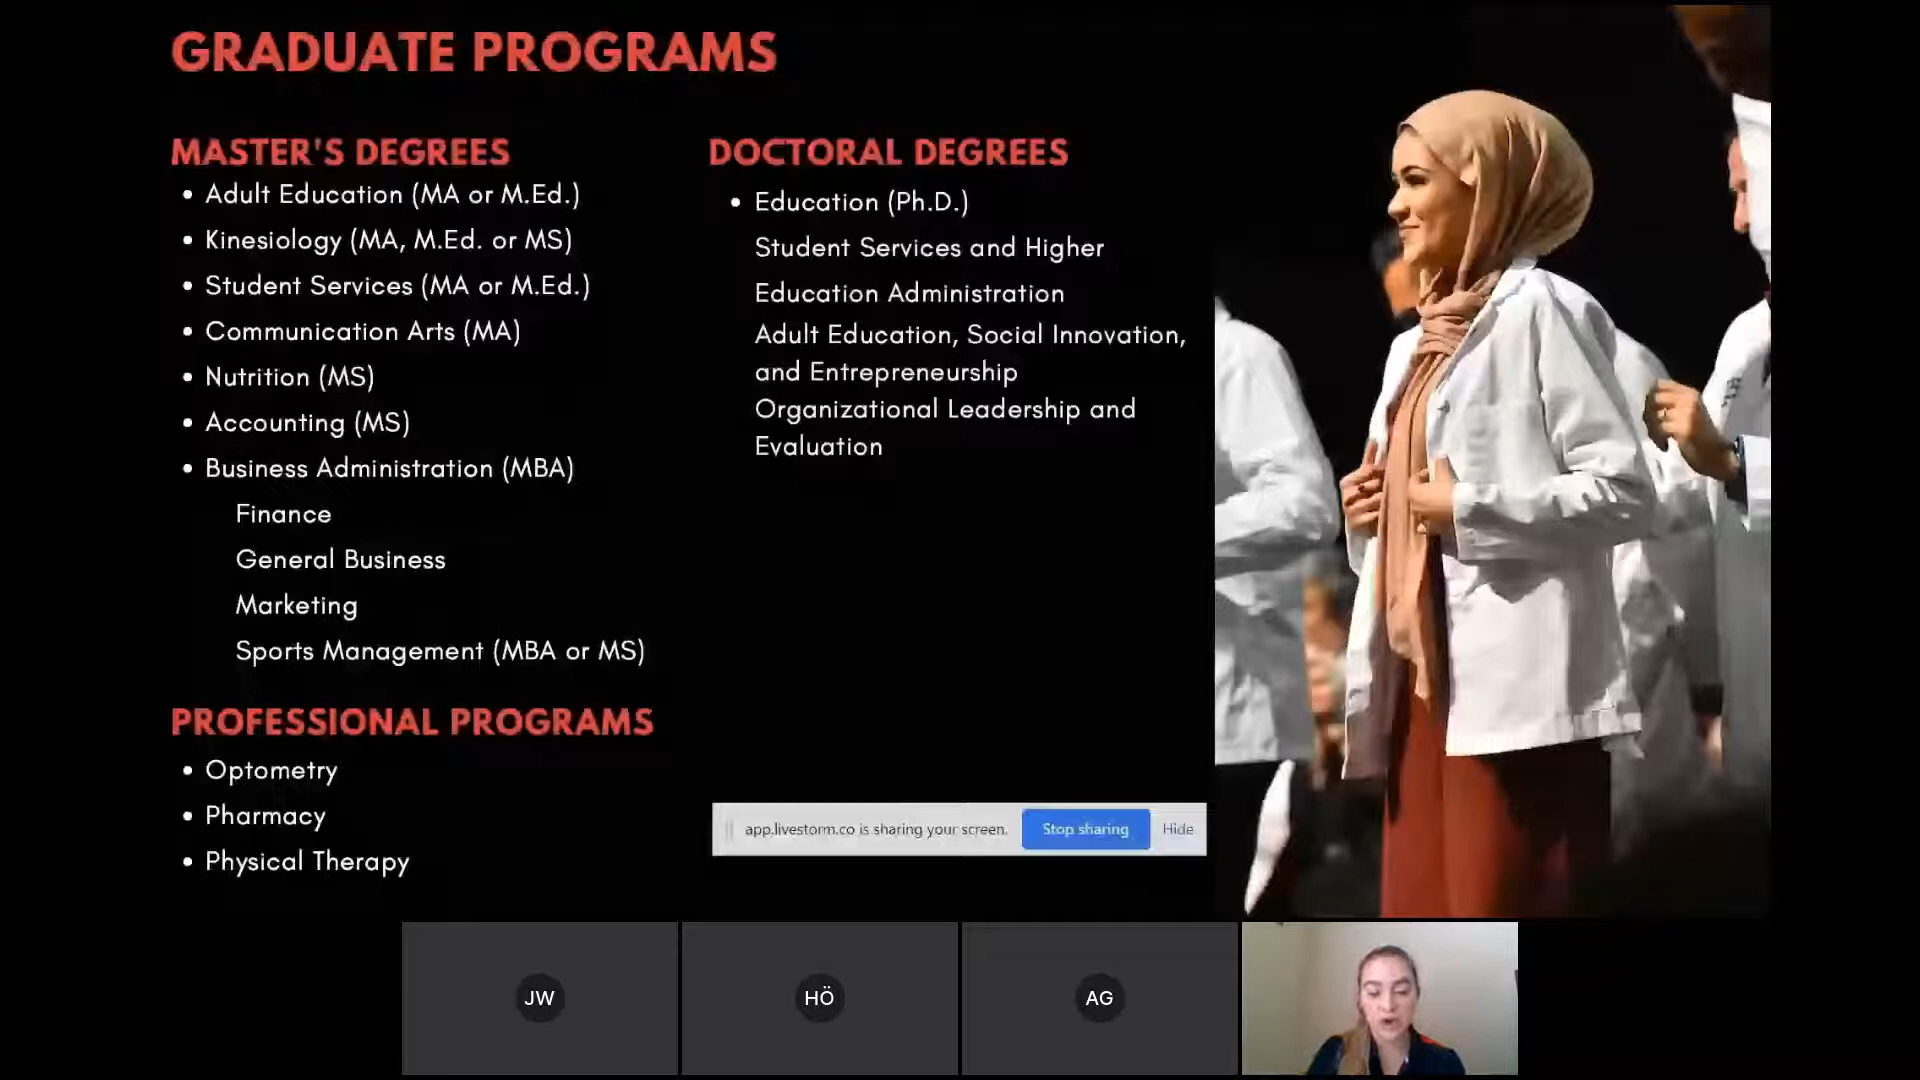 GRADUATE PROGRAMS
MASTER'S DEGREES
• Adult Education (MA or M.Ed.)
• Kinesiology (MA, M.Ed. or MS)
• Student Services (MA or M.Ed.)
• Communication Arts (MA)
• Nutrition (MS)
• Accounting (MS)
• Business Administration (MBA)
Finance
General Business
Marketing
Sports Management (MBA or MS)
PROFESSIONAL PROGRAMS
• Optometry
• Pharmacy
• Physical Therapy
DOCTORAL DEGREES
• Education (Ph.D.)
Student Services and Higher
Education Administration
Adult Education, Social Innovation,
and Entrepreneurship
Organizational Leadership and
Evaluation
app.livestorm.co is sharing your screen. Stop sharing Hide
JW HÖ AG